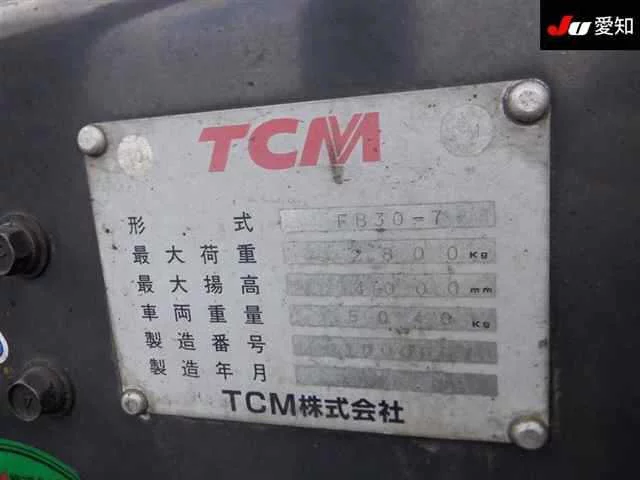 JU 愛知
TCM
形式 FB30-7
最大荷重 2800 Kg
最大揚高 4000 mm
車両重量 5040 Kg
製造番号
製造年月
TCM株式会社